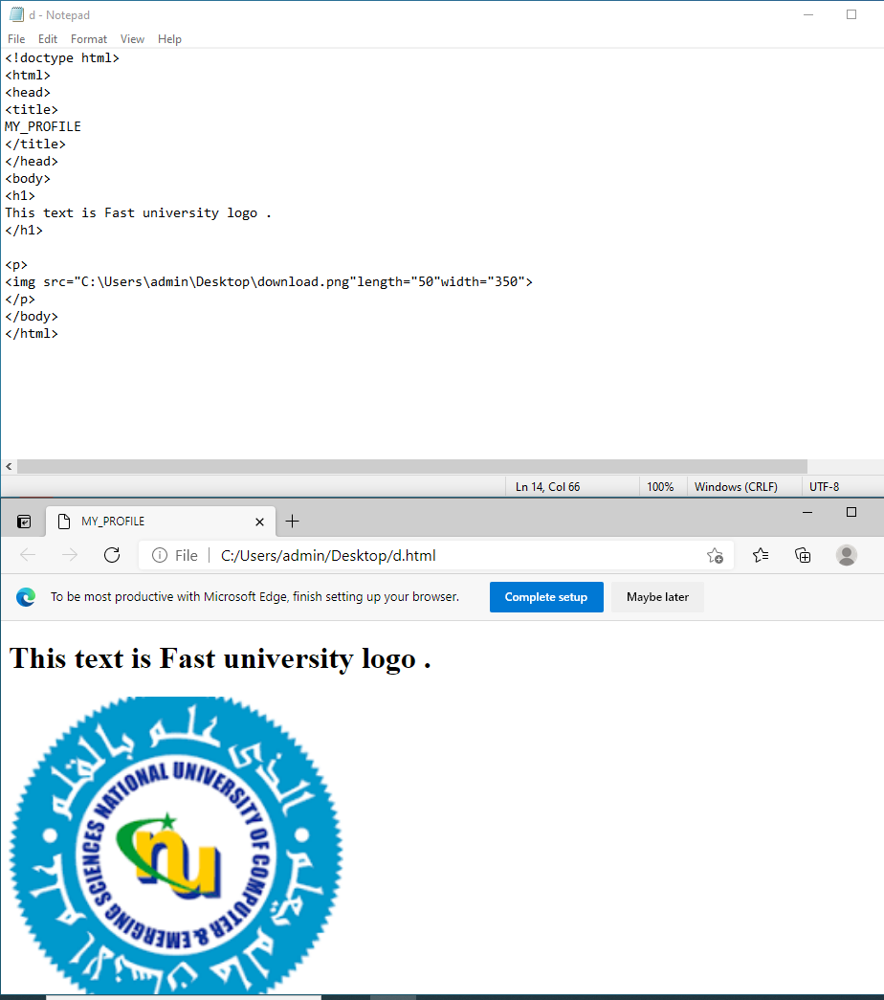 d - Notepad
File Edit Format View Help
<!doctype html>
<html>
<head>
<title>
MY_PROFILE
</title>
</head>
<body>
<h1>
This text is Fast university logo .
</h1>
<p>
<img src="C:\Users\admin\Desktop\download.png"length="50"width="350">
</p>
</body>
</html>
Ln 14, Col 66 100% Windows (CRLF) UTF-8
MY_PROFILE
File C:/Users/admin/Desktop/d.html
To be most productive with Microsoft Edge, finish setting up your browser. Complete setup Maybe later
This text is Fast university logo .
الذی علم بالقلم
علم الانسان مالم یعلم
NATIONAL UNIVERSITY OF COMPUTER & EMERGING SCIENCES
nu